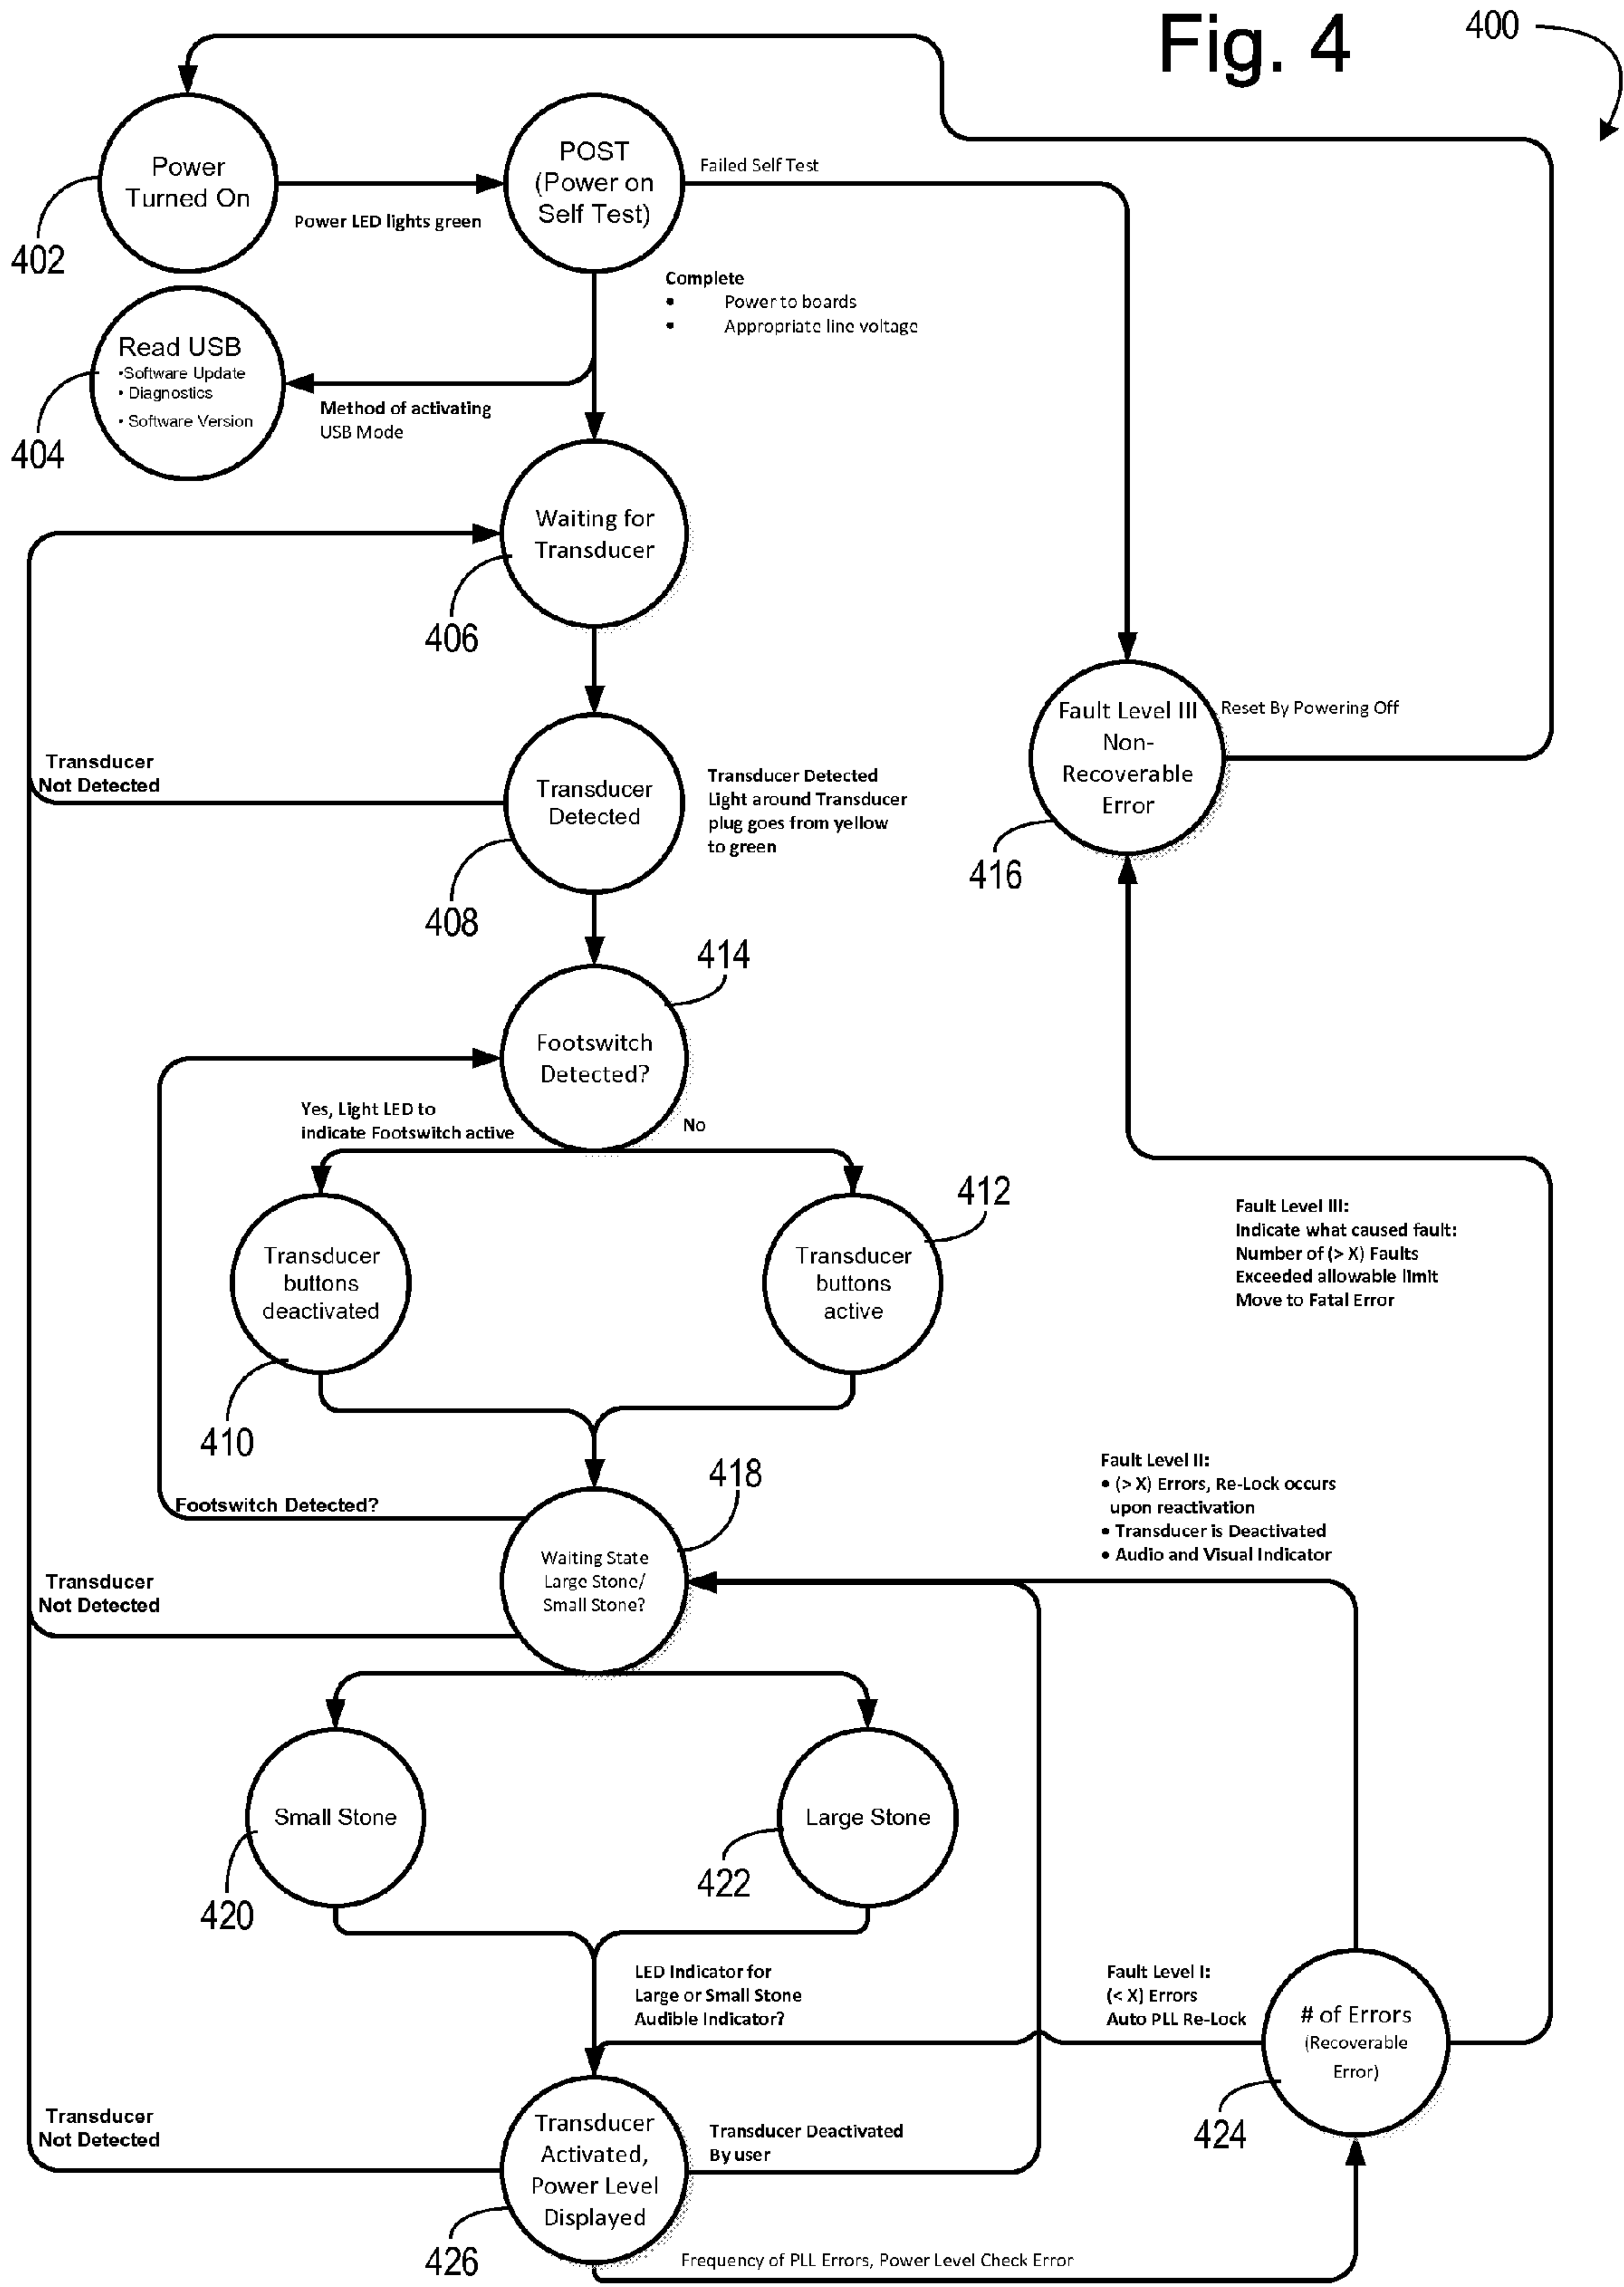 Fig. 4
400
Power
Turned On
402
Power LED lights green
POST
(Power on
Self Test)
Failed Self Test
Complete
• Power to boards
• Appropriate line voltage
Read USB
•Software Update
• Diagnostics
• Software Version
404
Method of activating
USB Mode
Waiting for
Transducer
406
Transducer
Not Detected
Transducer
Detected
408
Transducer Detected
Light around Transducer
plug goes from yellow
to green
Fault Level III
Non-
Recoverable
Error
416
Reset By Powering Off
414
Footswitch
Detected?
Yes, Light LED to
indicate Footswitch active
No
Transducer
buttons
deactivated
410
Transducer
buttons
active
412
Fault Level III:
Indicate what caused fault:
Number of (> X) Faults
Exceeded allowable limit
Move to Fatal Error
Footswitch Detected?
418
Waiting State
Large Stone/
Small Stone?
Fault Level II:
• (> X) Errors, Re-Lock occurs
upon reactivation
• Transducer is Deactivated
• Audio and Visual Indicator
Transducer
Not Detected
Small Stone
420
Large Stone
422
LED Indicator for
Large or Small Stone
Audible Indicator?
Fault Level I:
(< X) Errors
Auto PLL Re-Lock
# of Errors
(Recoverable
Error)
424
Transducer
Not Detected
Transducer
Activated,
Power Level
Displayed
426
Transducer Deactivated
By user
Frequency of PLL Errors, Power Level Check Error